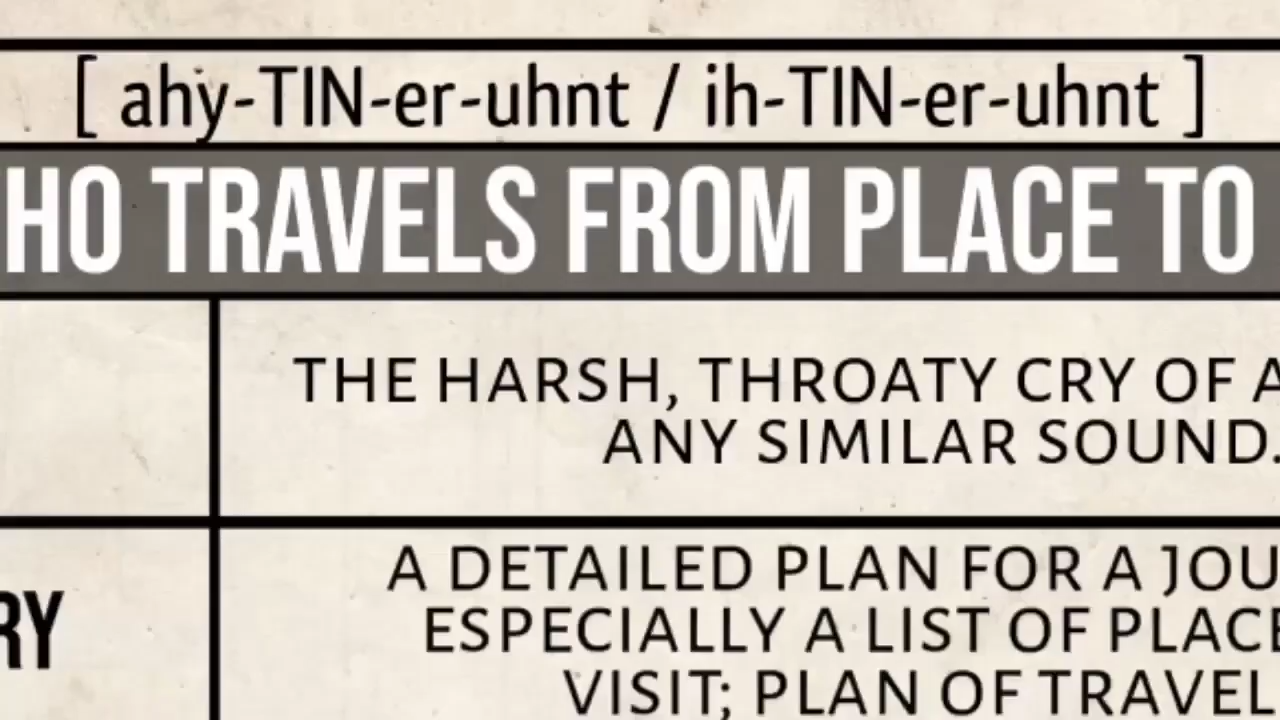 [ ahy-TIN-er-uhnt / ih-TIN-er-uhnt ]
HO TRAVELS FROM PLACE TO
THE HARSH, THROATY CRY OF A
ANY SIMILAR SOUND.
A DETAILED PLAN FOR A JOU
RY
ESPECIALLY A LIST OF PLACE
VISIT; PLAN OF TRAVEL